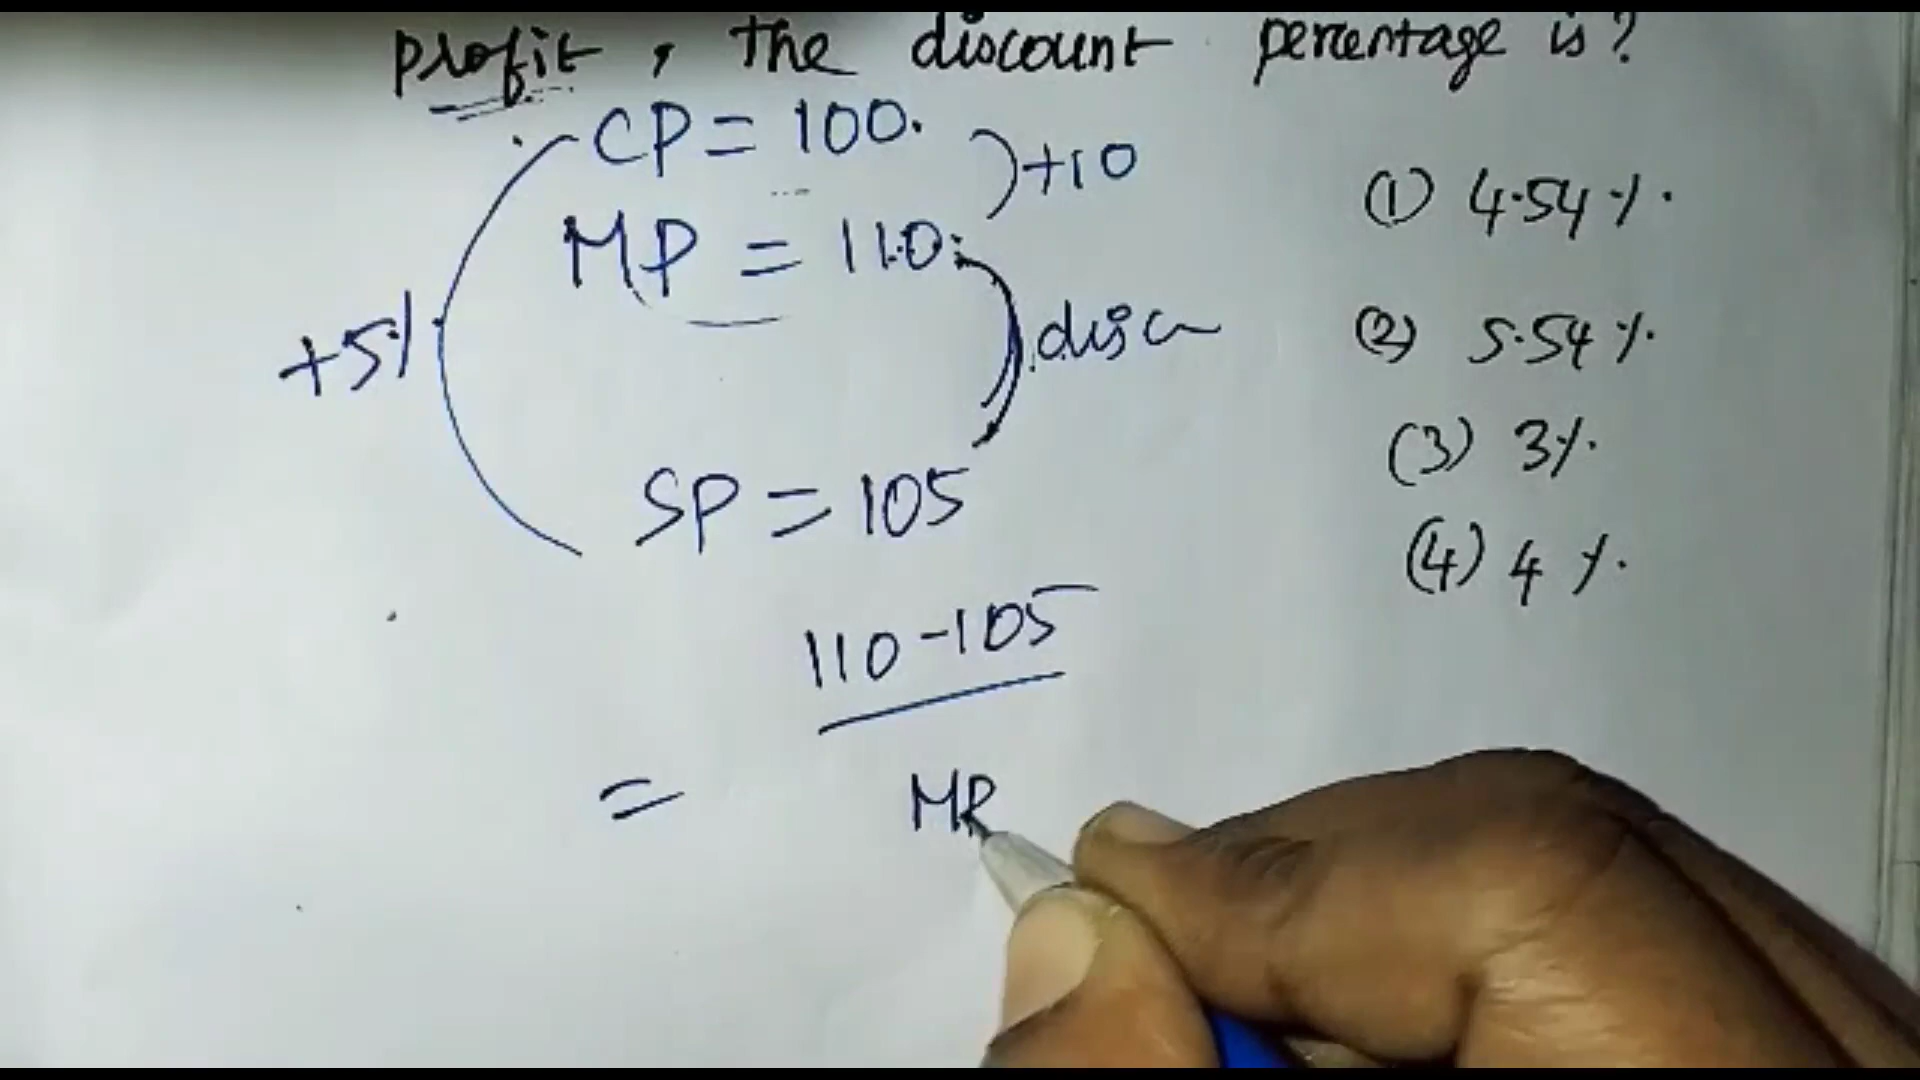 profit, the discount percentage is?
CP = 100.
+10
MP = 110.
+5%
disc
SP = 105
110-105
=
MP
(1) 4.54%.
(2) 5.54%.
(3) 3%.
(4) 4%.